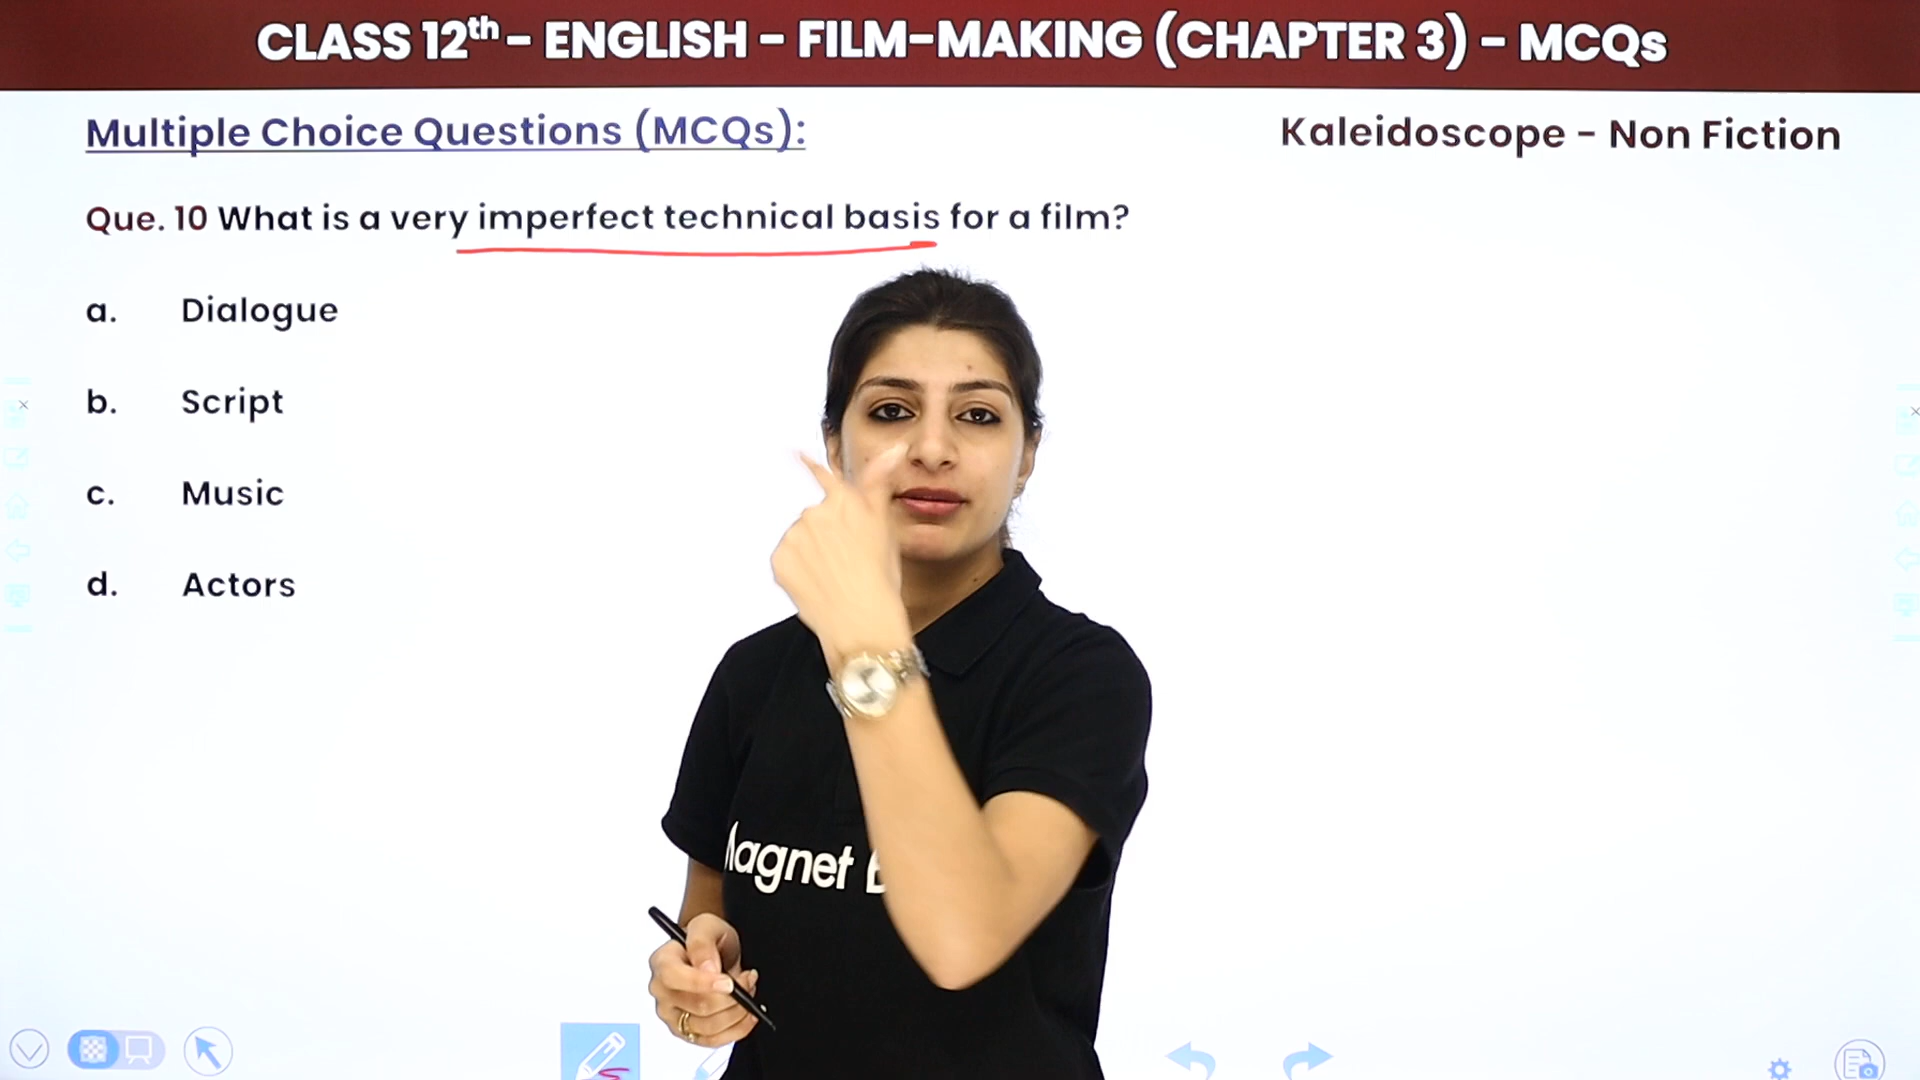 CLASS 12th - ENGLISH - FILM-MAKING (CHAPTER 3) - MCQs
Multiple Choice Questions (MCQs):
Kaleidoscope - Non Fiction
Que. 10 What is a very imperfect technical basis for a film?
a. Dialogue
b. Script
c. Music
d. Actors
Magnet B